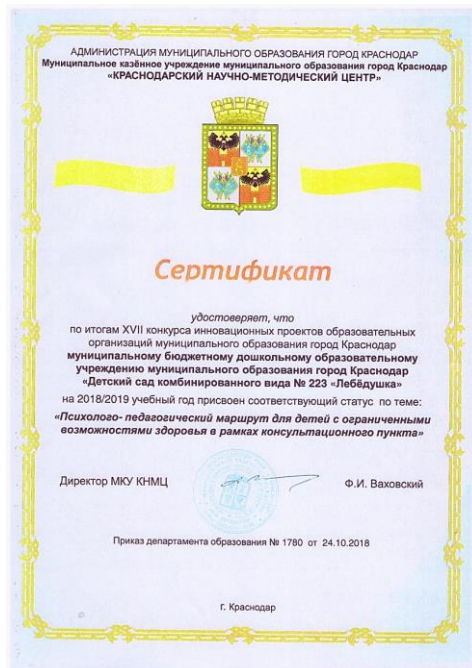 АДМИНИСТРАЦИЯ МУНИЦИПАЛЬНОГО ОБРАЗОВАНИЯ ГОРОД КРАСНОДАР
Муниципальное казённое учреждение муниципального образования город Краснодар
«КРАСНОДАРСКИЙ НАУЧНО-МЕТОДИЧЕСКИЙ ЦЕНТР»
Сертификат
удостоверяет, что
по итогам XVII конкурса инновационных проектов образовательных
организаций муниципального образования город Краснодар
муниципальному бюджетному дошкольному образовательному
учреждению муниципального образования город Краснодар
«Детский сад комбинированного вида № 223 «Лебёдушка»
на 2018/2019 учебный год присвоен соответствующий статус по теме:
«Психолого- педагогический маршрут для детей с ограниченными
возможностями здоровья в рамках консультационного пункта»
Директор МКУ КНМЦ Ф.И. Ваховский
Приказ департамента образования № 1780 от 24.10.2018
г. Краснодар